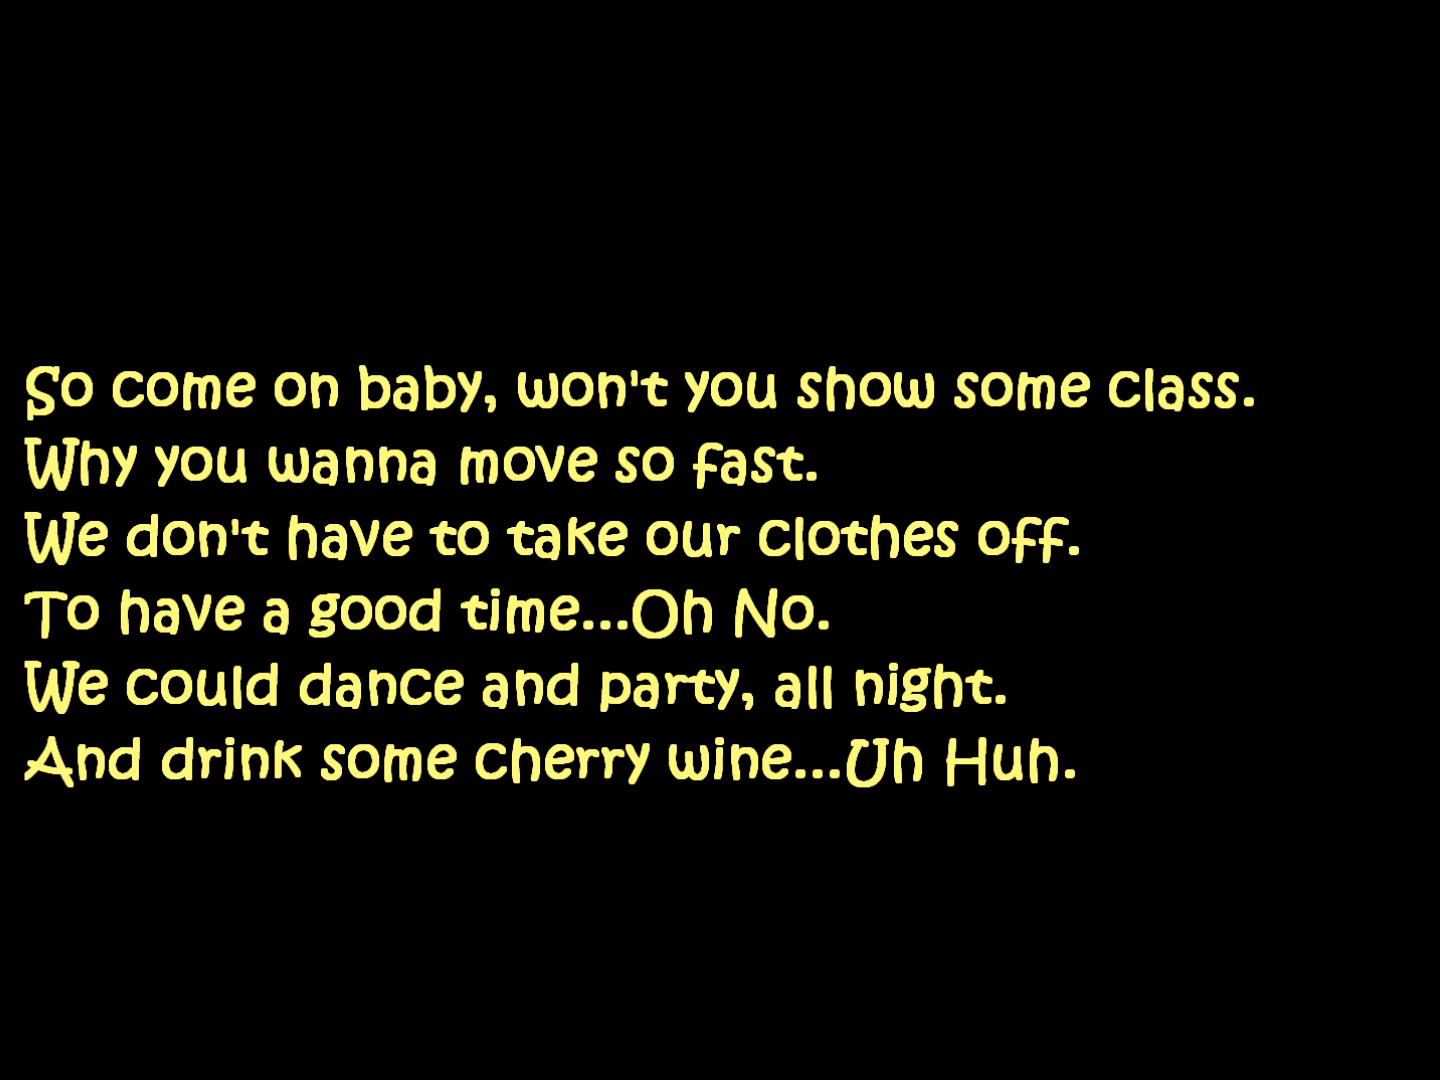 So come on baby, won't you show some class.
Why you wanna move so fast.
We don't have to take our clothes off.
To have a good time...Oh No.
We could dance and party, all night.
And drink some cherry wine...Uh Huh.